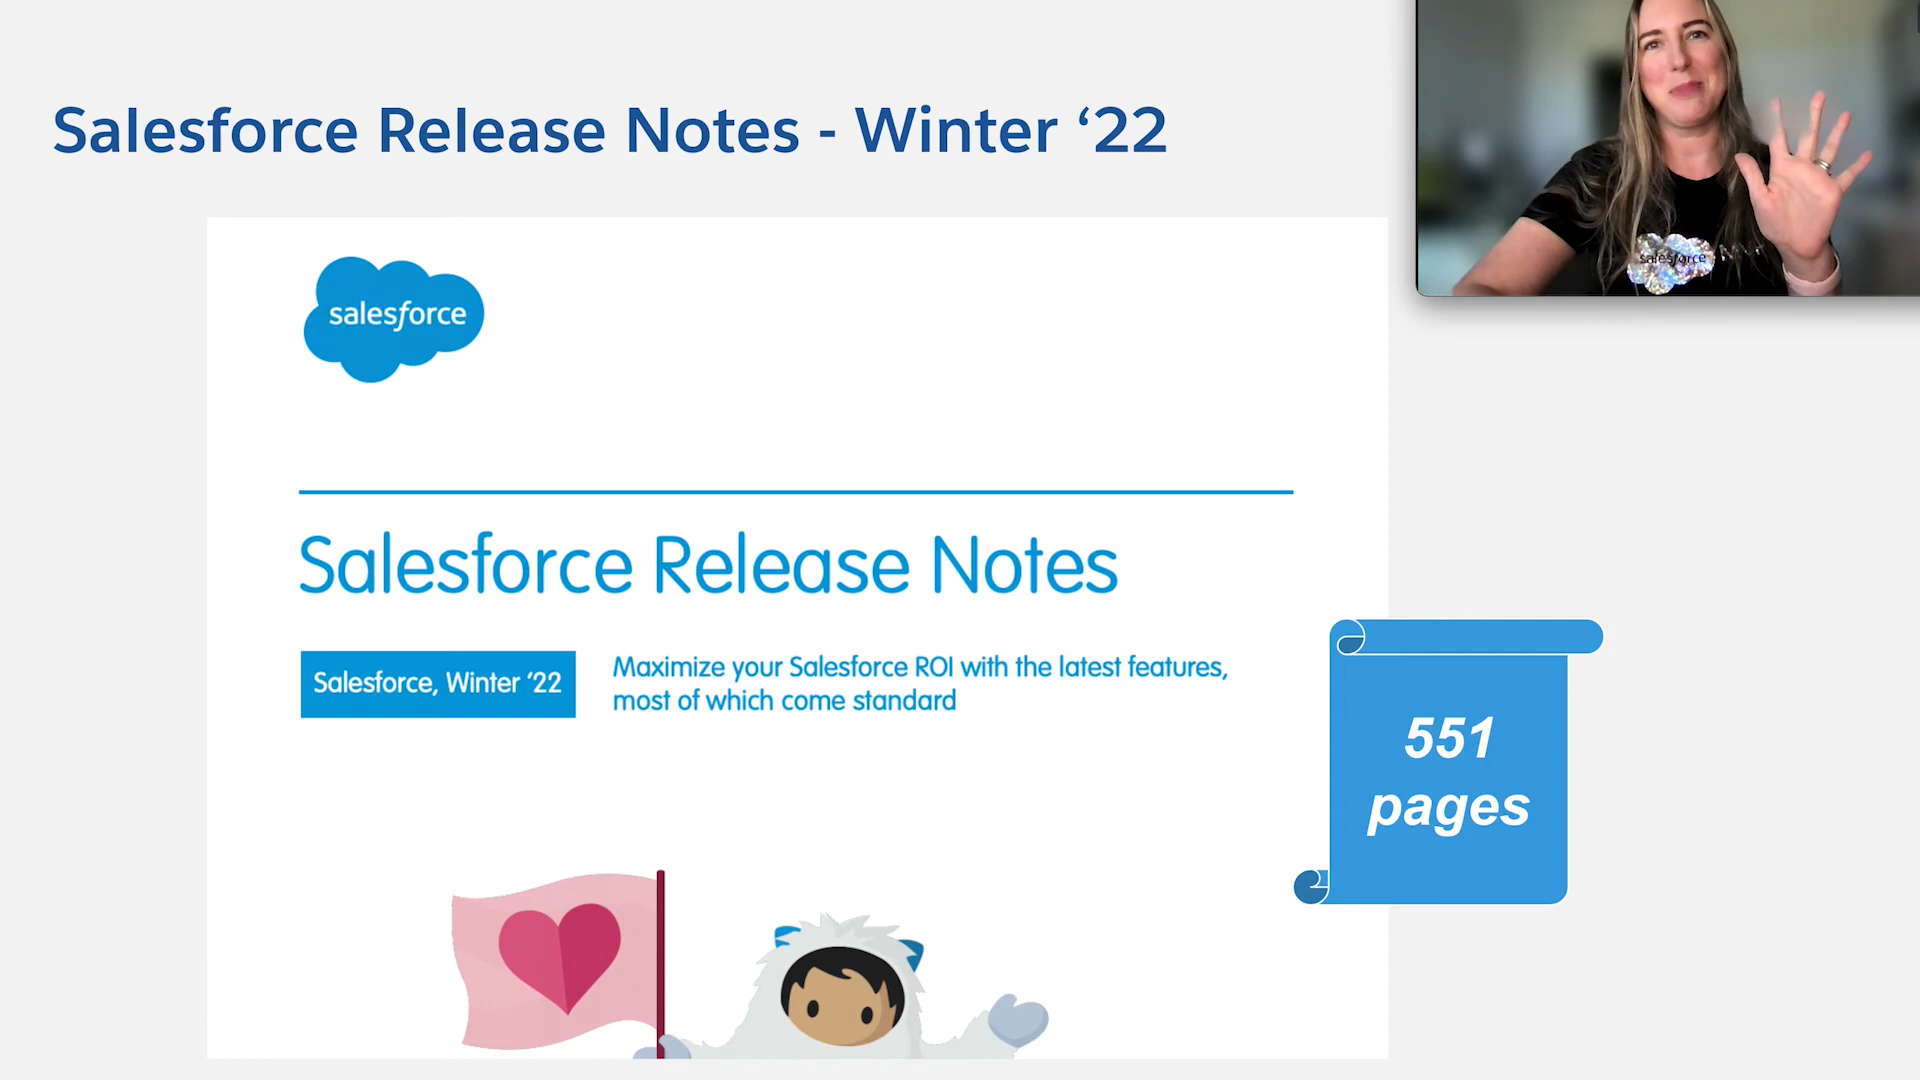 Salesforce Release Notes - Winter ‘22
salesforce
salesforce
Salesforce Release Notes
Salesforce, Winter ‘22
Maximize your Salesforce ROI with the latest features,
most of which come standard
551
pages